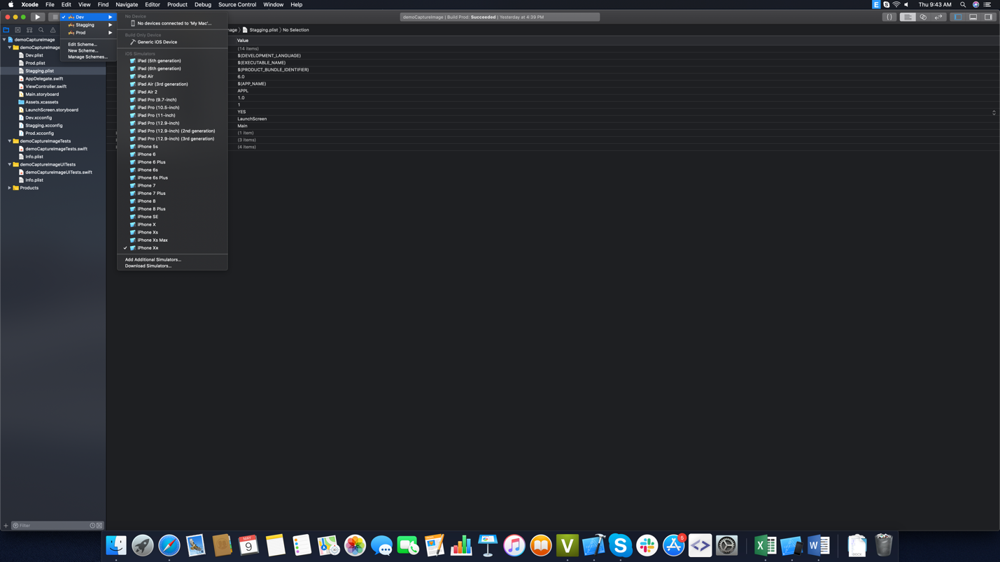 Xcode File Edit View Find Navigate Editor Product Debug Source Control Window Help
E Thu 9:43 AM
Dev
Stagging
Prod
Edit Scheme...
New Scheme...
Manage Schemes...
No Device
No devices connected to 'My Mac'...
Build Only Device
Generic iOS Device
iOS Simulators
iPad (5th generation)
iPad (6th generation)
iPad Air
iPad Air (3rd generation)
iPad Air 2
iPad Pro (9.7-inch)
iPad Pro (10.5-inch)
iPad Pro (11-inch)
iPad Pro (12.9-inch)
iPad Pro (12.9-inch) (2nd generation)
iPad Pro (12.9-inch) (3rd generation)
iPhone 5s
iPhone 6
iPhone 6 Plus
iPhone 6s
iPhone 6s Plus
iPhone 7
iPhone 7 Plus
iPhone 8
iPhone 8 Plus
iPhone SE
iPhone X
iPhone Xs
iPhone Xs Max
iPhone Xʀ
Add Additional Simulators...
Download Simulators...
demoCaptureImage | Build Prod: Succeeded | Yesterday at 4:39 PM
mage 〉 Stagging.plist 〉 No Selection
demoCaptureImage
demoCaptureImage
Dev.plist
Prod.plist
Stagging.plist
AppDelegate.swift
ViewController.swift
Main.storyboard
Assets.xcassets
LaunchScreen.storyboard
Dev.xcconfig
Stagging.xcconfig
Prod.xcconfig
demoCaptureImageTests
demoCaptureImageTests.swift
Info.plist
demoCaptureImageUITests
demoCaptureImageUITests.swift
Info.plist
Products
Value
(14 items)
$(DEVELOPMENT_LANGUAGE)
$(EXECUTABLE_NAME)
$(PRODUCT_BUNDLE_IDENTIFIER)
6.0
$(APP_NAME)
APPL
1.0
1
YES
LaunchScreen
Main
(1 item)
(3 items)
(4 items)
Filter
MAY
9
V
S
5
X
W
DOCX